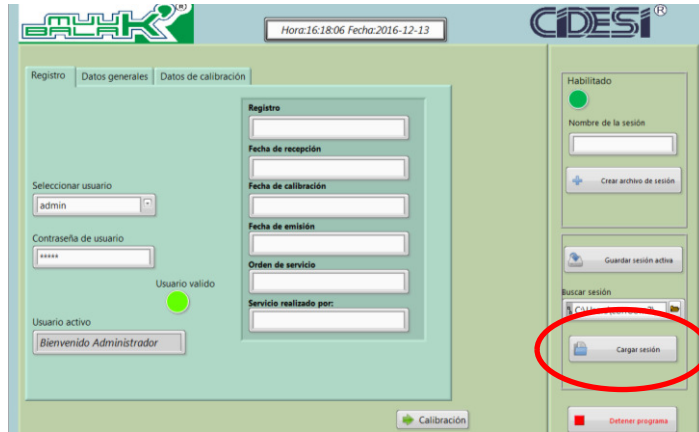 MUUK'
BALAK
®
Hora:16:18:06 Fecha:2016-12-13
CIDESI®
Registro
Datos generales
Datos de calibración
Seleccionar usuario
admin
Contraseña de usuario
*****
Usuario valido
Usuario activo
Bienvenido Administrador
Registro
Fecha de recepción
Fecha de calibración
Fecha de emisión
Orden de servicio
Servicio realizado por:
Calibración
Habilitado
Nombre de la sesión
Crear archivo de sesión
Guardar sesión activa
Buscar sesión
Cargar sesión
Detener programa